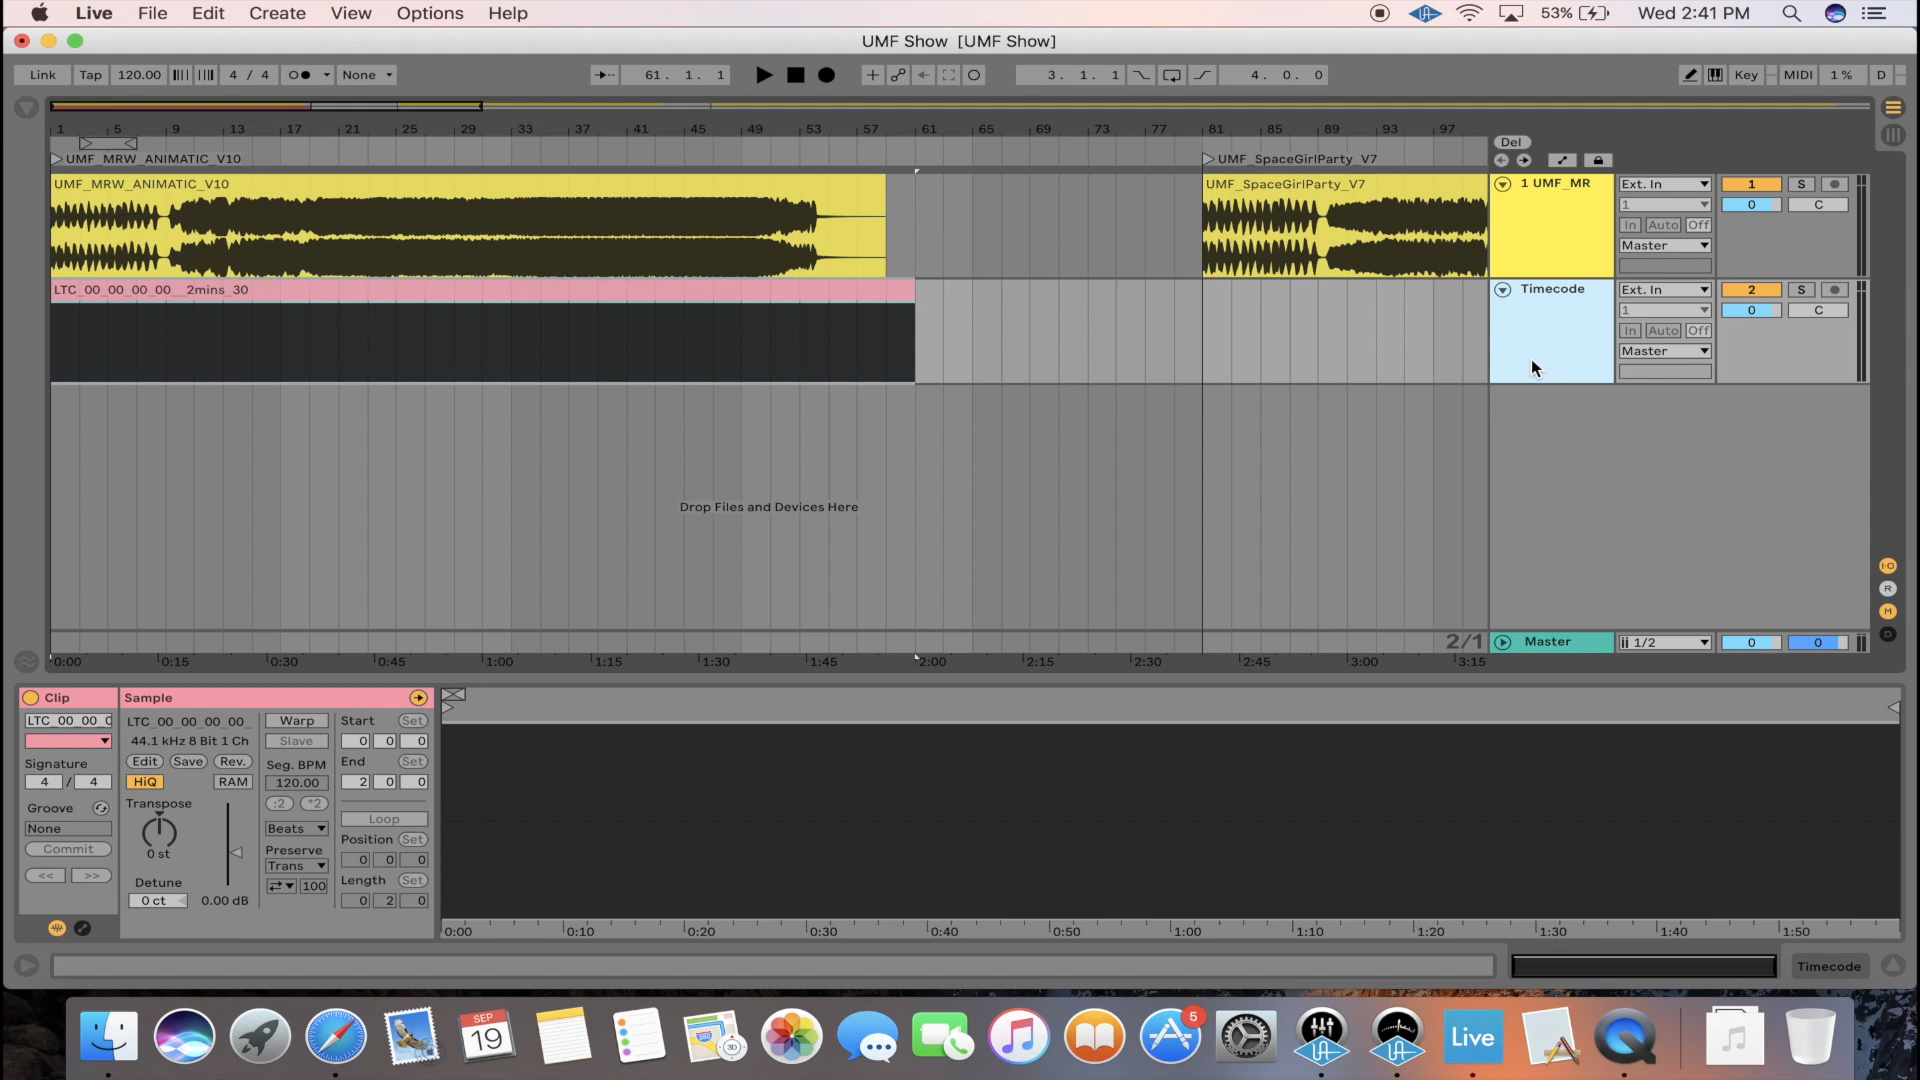 Live File Edit Create View Options Help 53% Wed 2:41 PM
UMF Show [UMF Show]
Link Tap 120.00 4 / 4 None 61. 1. 1 3. 1. 1 4. 0. 0 Key MIDI 1 % D
1 5 9 13 17 21 25 29 33 37 41 45 49 53 57 61 65 69 73 77 81 85 89 93 97
Del
UMF_MRW_ANIMATIC_V10 UMF_SpaceGirlParty_V7
UMF_MRW_ANIMATIC_V10 UMF_SpaceGirlParty_V7 1 UMF_MR Ext. In 1 S
1 0 C
In Auto Off
Master
LTC_00_00_00_00__2mins_30 Timecode Ext. In 2 S
1 0 C
In Auto Off
Master
Drop Files and Devices Here
I·O
R
M
D
2/1 Master 1/2 0 0
0:00 0:15 0:30 0:45 1:00 1:15 1:30 1:45 2:00 2:15 2:30 2:45 3:00 3:15
Clip Sample
LTC_00_00_0 LTC_00_00_00_00_ Warp Start Set
44.1 kHz 8 Bit 1 Ch Slave 0 0 0
Signature Edit Save Rev. Seg. BPM End Set
4 / 4 HiQ RAM 120.00 2 0 0
Groove Transpose :2 *2
None Beats Loop
Commit 0 st Preserve Position Set
<< >> Trans 0 0 0
Detune 100 Length Set
0 ct 0.00 dB 0 2 0
0:00 0:10 0:20 0:30 0:40 0:50 1:00 1:10 1:20 1:30 1:40 1:50
Timecode
SEP
19
3D
5
Live